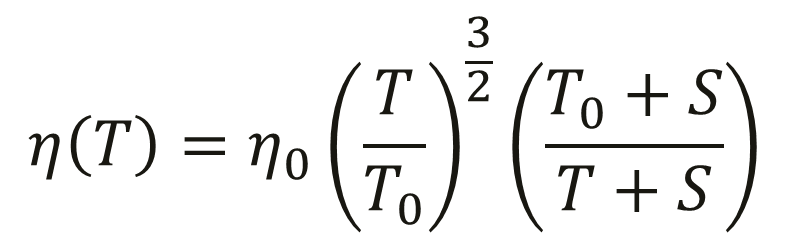 η(T) = η₀ (T/T₀)^(3/2) ((T₀ + S)/(T + S))